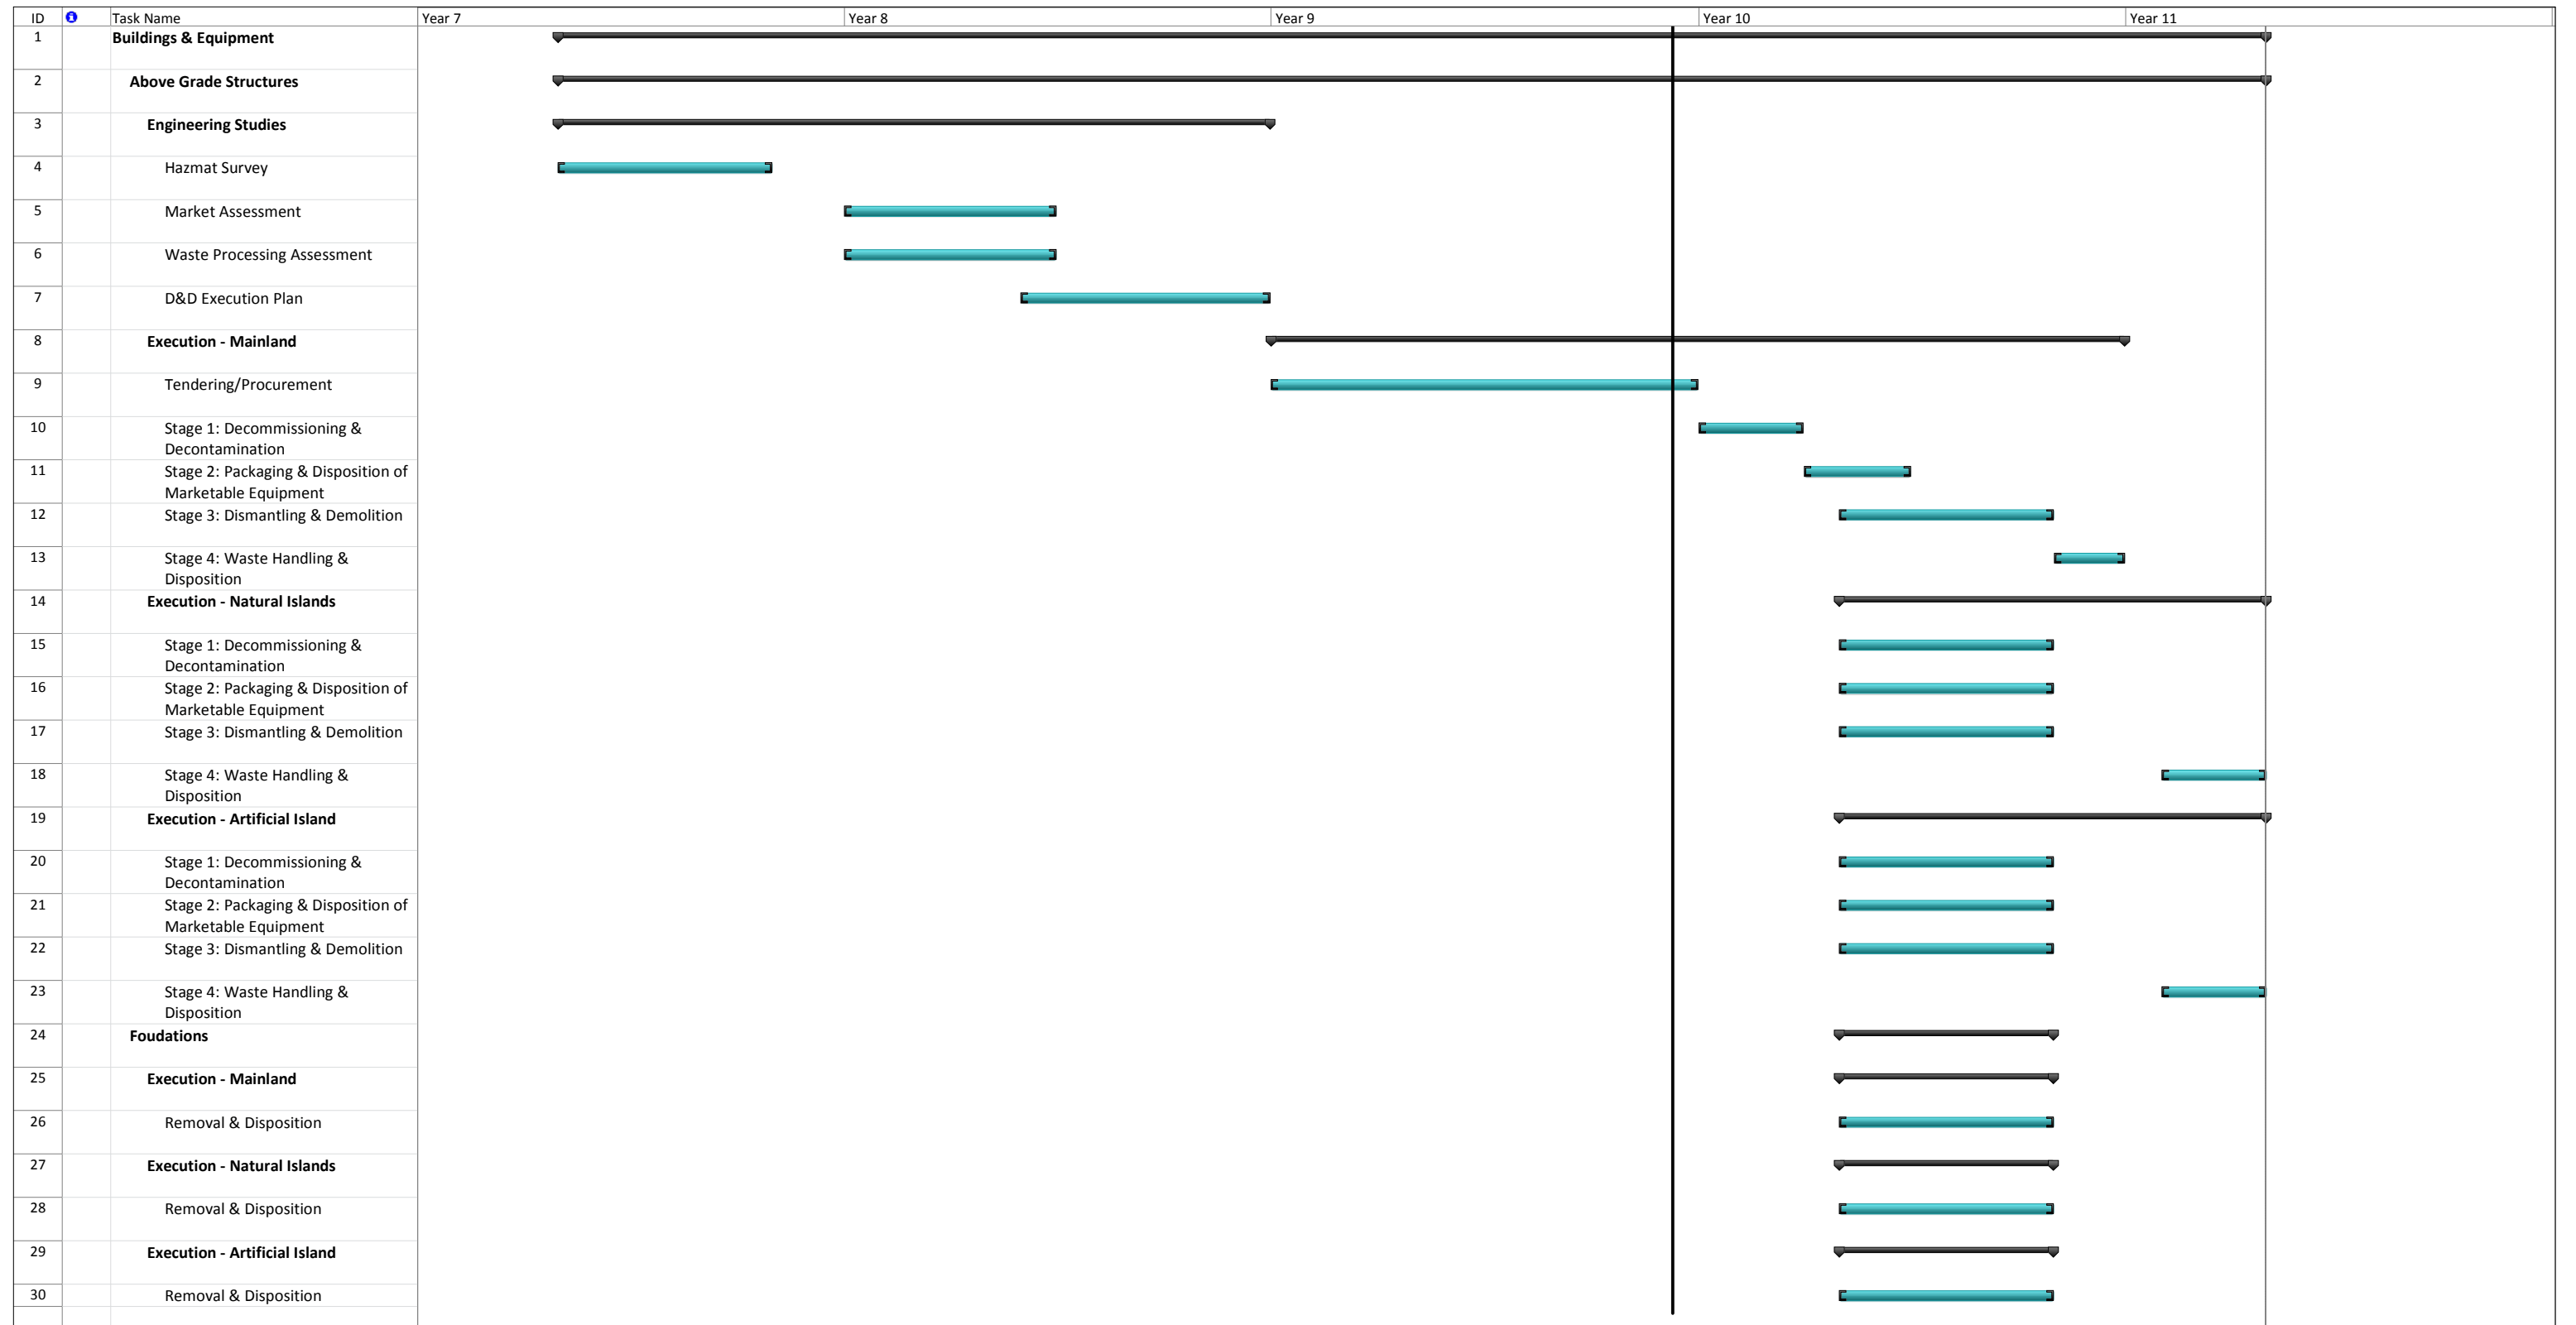 ID Task Name Year 7 Year 8 Year 9 Year 10 Year 11
1 Buildings & Equipment
2 Above Grade Structures
3 Engineering Studies
4 Hazmat Survey
5 Market Assessment
6 Waste Processing Assessment
7 D&D Execution Plan
8 Execution - Mainland
9 Tendering/Procurement
10 Stage 1: Decommissioning &
Decontamination
11 Stage 2: Packaging & Disposition of
Marketable Equipment
12 Stage 3: Dismantling & Demolition
13 Stage 4: Waste Handling &
Disposition
14 Execution - Natural Islands
15 Stage 1: Decommissioning &
Decontamination
16 Stage 2: Packaging & Disposition of
Marketable Equipment
17 Stage 3: Dismantling & Demolition
18 Stage 4: Waste Handling &
Disposition
19 Execution - Artificial Island
20 Stage 1: Decommissioning &
Decontamination
21 Stage 2: Packaging & Disposition of
Marketable Equipment
22 Stage 3: Dismantling & Demolition
23 Stage 4: Waste Handling &
Disposition
24 Foudations
25 Execution - Mainland
26 Removal & Disposition
27 Execution - Natural Islands
28 Removal & Disposition
29 Execution - Artificial Island
30 Removal & Disposition